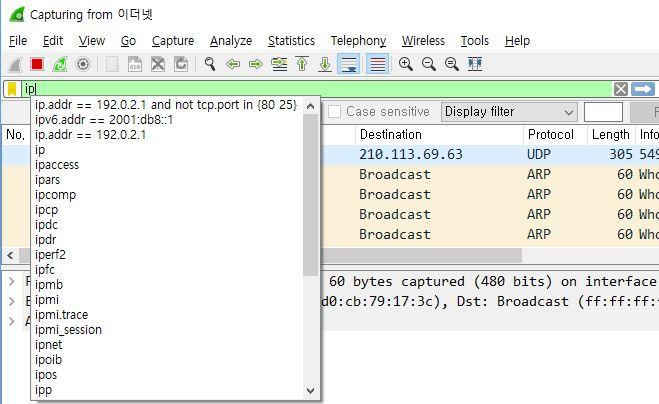 Capturing from 이더넷
File Edit View Go Capture Analyze Statistics Telephony Wireless Tools Help
ip
ip.addr == 192.0.2.1 and not tcp.port in {80 25}
ipv6.addr == 2001:db8::1
ip.addr == 192.0.2.1
ip
ipaccess
ipars
ipcomp
ipcp
ipdc
ipdr
iperf2
ipfc
ipmb
ipmi
ipmi.trace
ipmi_session
ipnet
ipoib
ipos
ipp
Case sensitive Display filter
No. Destination Protocol Length Info
210.113.69.63 UDP 305 549
Broadcast ARP 60 Who
Broadcast ARP 60 Who
Broadcast ARP 60 Who
Broadcast ARP 60 Who
60 bytes captured (480 bits) on interface
d0:cb:79:17:3c), Dst: Broadcast (ff:ff:ff: